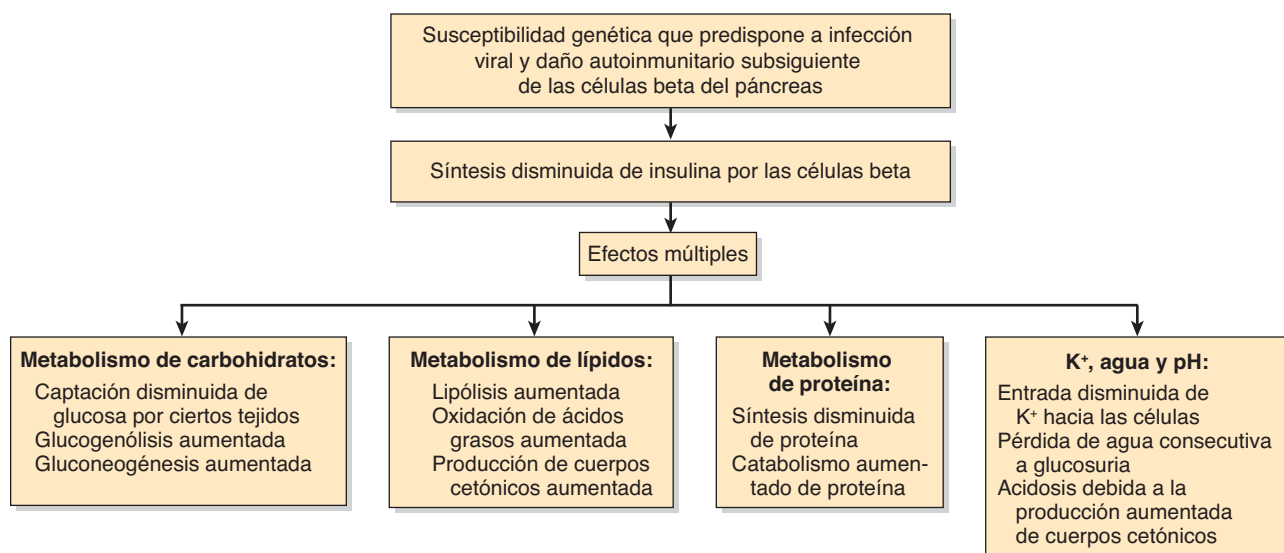 Susceptibilidad genética que predispone a infección
viral y daño autoinmunitario subsiguiente
de las células beta del páncreas
Síntesis disminuida de insulina por las células beta
Efectos múltiples
Metabolismo de carbohidratos:
Captación disminuida de
glucosa por ciertos tejidos
Glucogenólisis aumentada
Gluconeogénesis aumentada
Metabolismo de lípidos:
Lipólisis aumentada
Oxidación de ácidos
grasos aumentada
Producción de cuerpos
cetónicos aumentada
Metabolismo
de proteína:
Síntesis disminuida
de proteína
Catabolismo aumen-
tado de proteína
K⁺, agua y pH:
Entrada disminuida de
K⁺ hacia las células
Pérdida de agua consecutiva
a glucosuria
Acidosis debida a la
producción aumentada
de cuerpos cetónicos